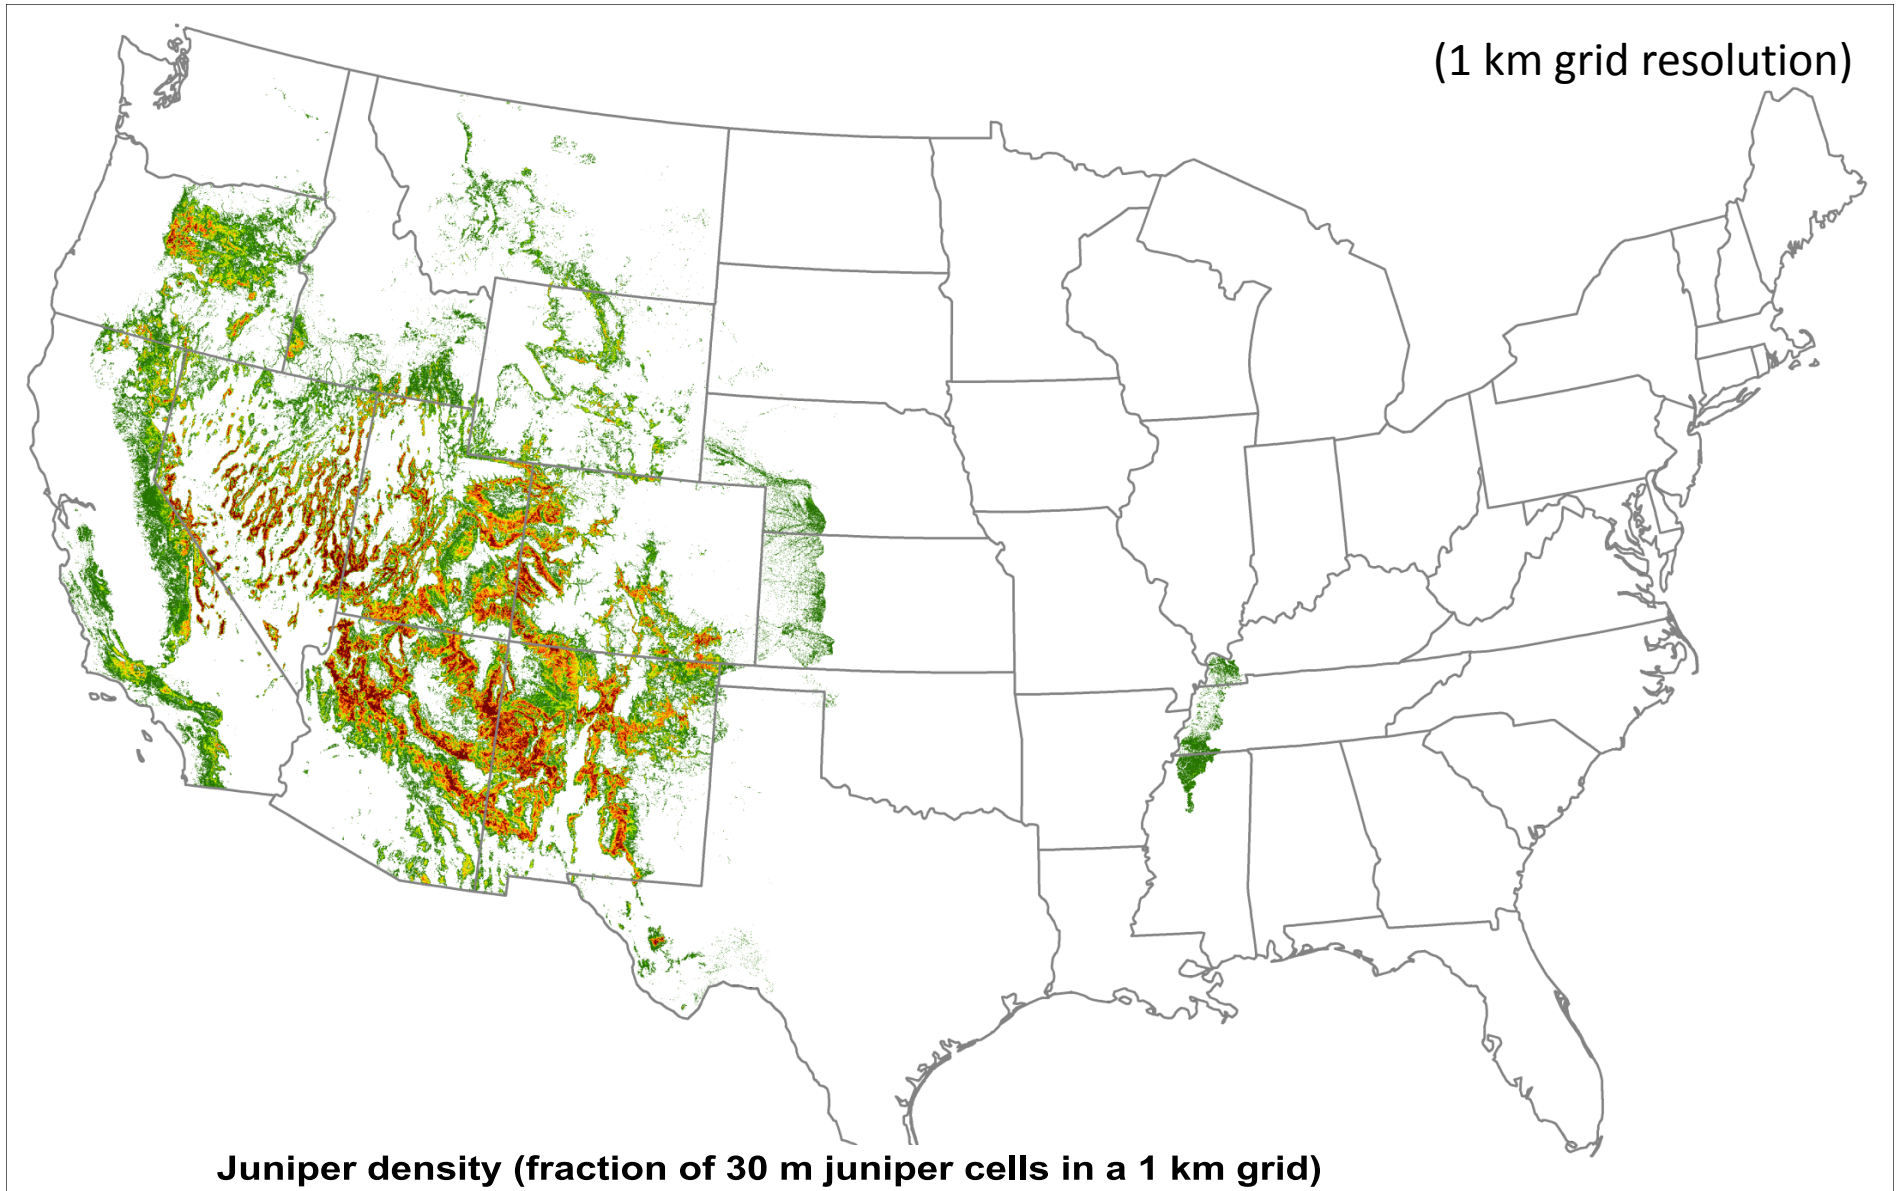 (1 km grid resolution)
Juniper density (fraction of 30 m juniper cells in a 1 km grid)